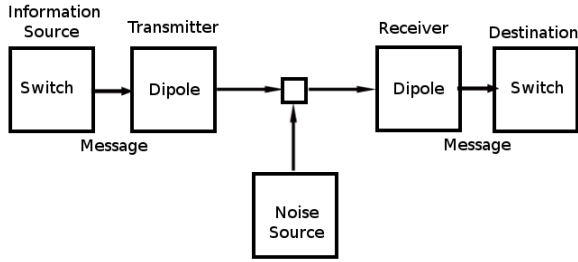 Information
Source
Transmitter
Receiver
Destination
Switch
Dipole
Dipole
Switch
Message
Message
Noise
Source